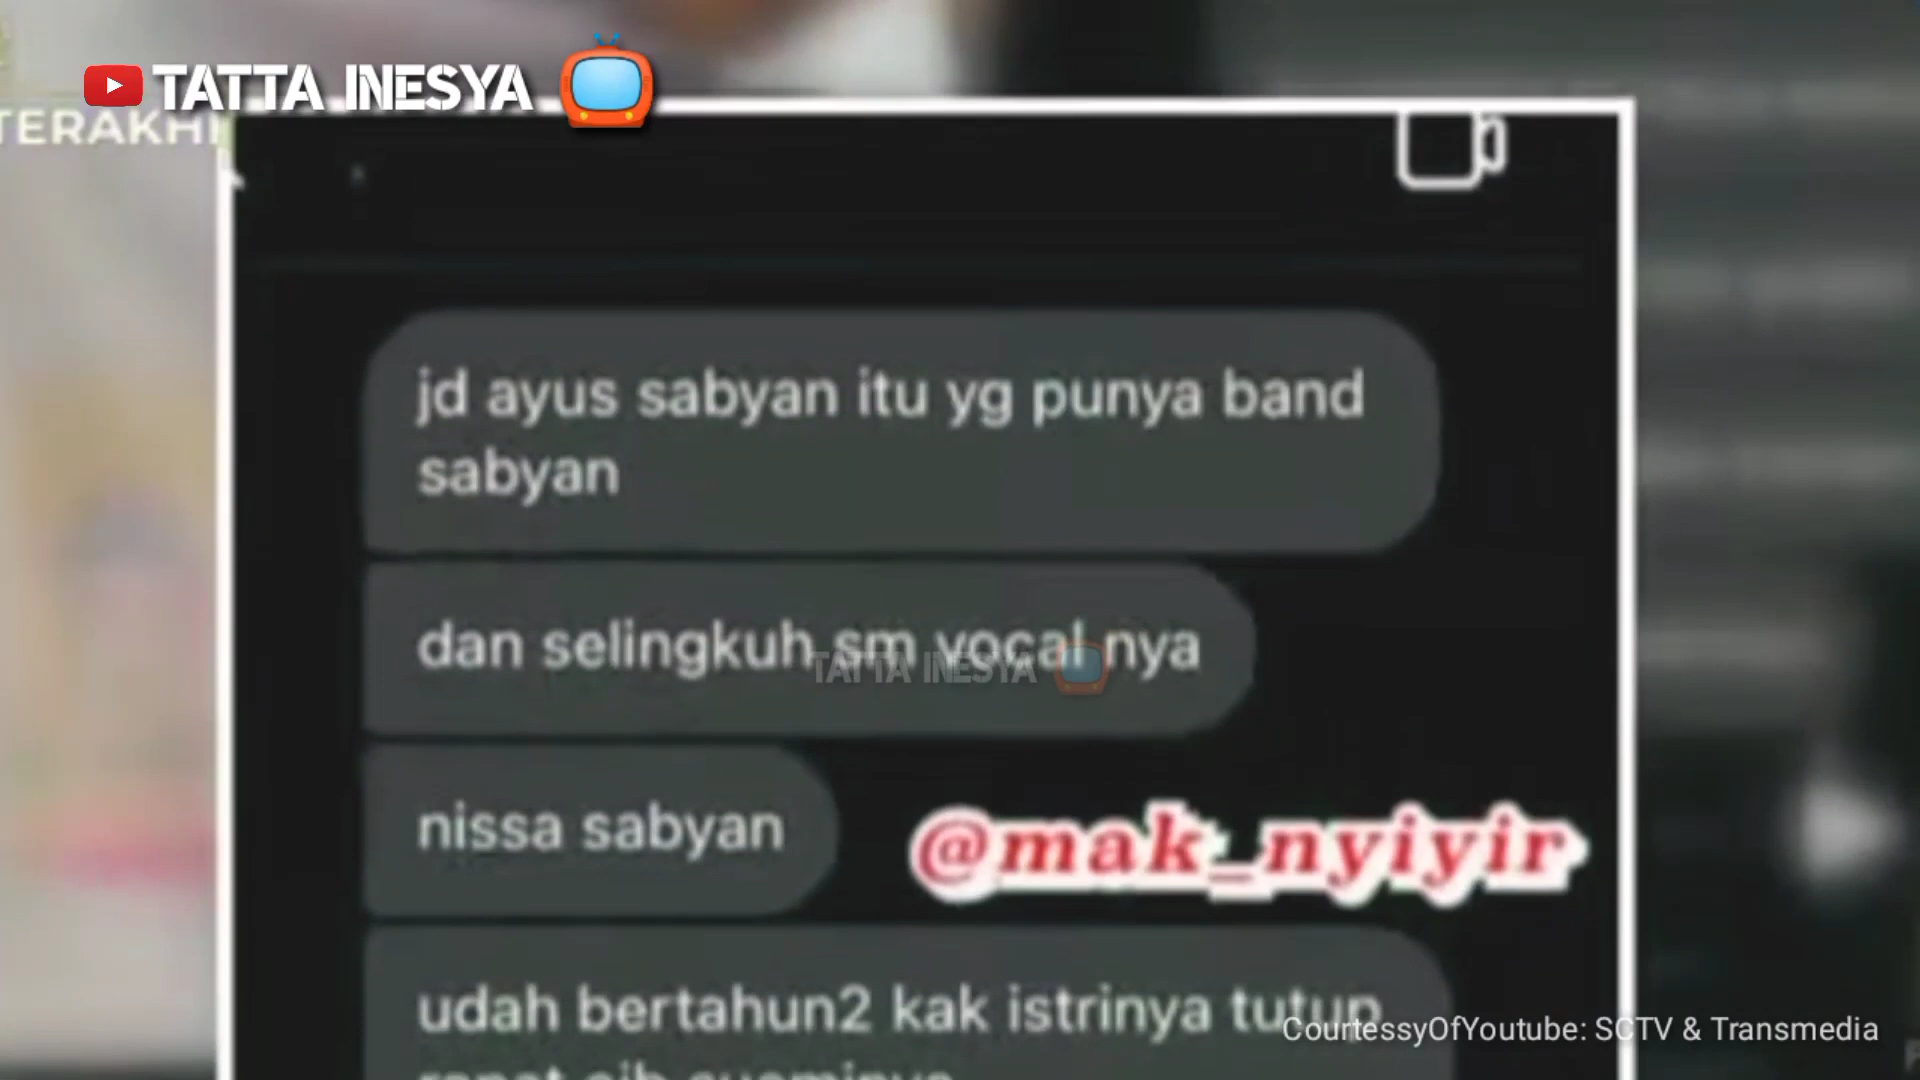 TATTA INESYA
TERAKHI
jd ayus sabyan itu yg punya band
sabyan
dan selingkuh sm vocal nya
TATTA INESYA
nissa sabyan
@mak_nyiyir
udah bertahun2 kak istrinya tutup
CourtessyOfYoutube: SCTV & Transmedia